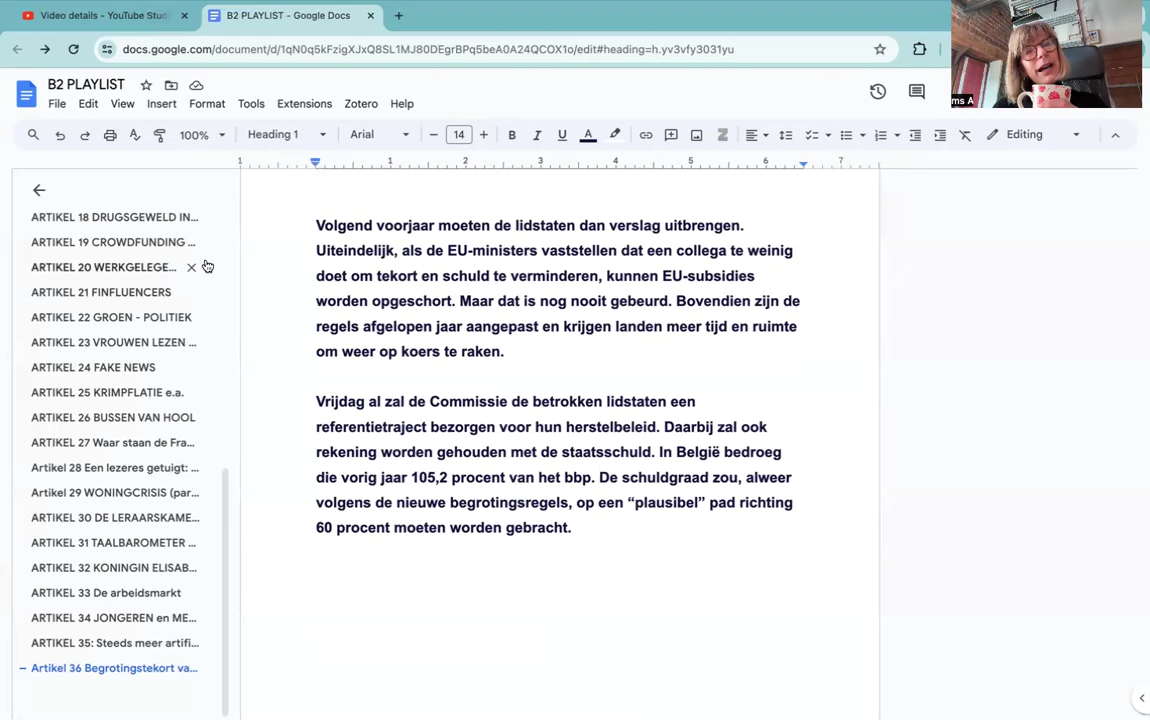 Video details - YouTube Stud
B2 PLAYLIST - Google Docs
docs.google.com/document/d/1qN0q5kFzigXJxQ8SL1MJ80DEgrBPq5beA0A24QCOX1o/edit#heading=h.yv3vfy3031yu
B2 PLAYLIST
File Edit View Insert Format Tools Extensions Zotero Help
100% Heading 1 Arial 14 B I U A Editing
ms A
1 1 2 3 4 5 6 7
ARTIKEL 18 DRUGSGELD IN...
ARTIKEL 19 CROWDFUNDING ...
ARTIKEL 20 WERKGELEGE...
ARTIKEL 21 FINFLUENCERS
ARTIKEL 22 GROEN - POLITIEK
ARTIKEL 23 VROUWEN LEZEN ...
ARTIKEL 24 FAKE NEWS
ARTIKEL 25 KRIMPFLATIE e.a.
ARTIKEL 26 BUSSEN VAN HOOL
ARTIKEL 27 Waar staan de Fra...
Artikel 28 Een lezeres getuigt: ...
Artikel 29 WONINGCRISIS (par...
ARTIKEL 30 DE LERAARSKAME...
ARTIKEL 31 TAALBAROMETER ...
ARTIKEL 32 KONINGIN ELISAB...
ARTIKEL 33 De arbeidsmarkt
ARTIKEL 34 JONGEREN en ME...
ARTIKEL 35: Steeds meer artifi...
Artikel 36 Begrotingstekort va...
Volgend voorjaar moeten de lidstaten dan verslag uitbrengen.
Uiteindelijk, als de EU-ministers vaststellen dat een collega te weinig
doet om tekort en schuld te verminderen, kunnen EU-subsidies
worden opgeschort. Maar dat is nog nooit gebeurd. Bovendien zijn de
regels afgelopen jaar aangepast en krijgen landen meer tijd en ruimte
om weer op koers te raken.
Vrijdag al zal de Commissie de betrokken lidstaten een
referentietraject bezorgen voor hun herstelbeleid. Daarbij zal ook
rekening worden gehouden met de staatsschuld. In België bedroeg
die vorig jaar 105,2 procent van het bbp. De schuldgraad zou, alweer
volgens de nieuwe begrotingsregels, op een “plausibel” pad richting
60 procent moeten worden gebracht.